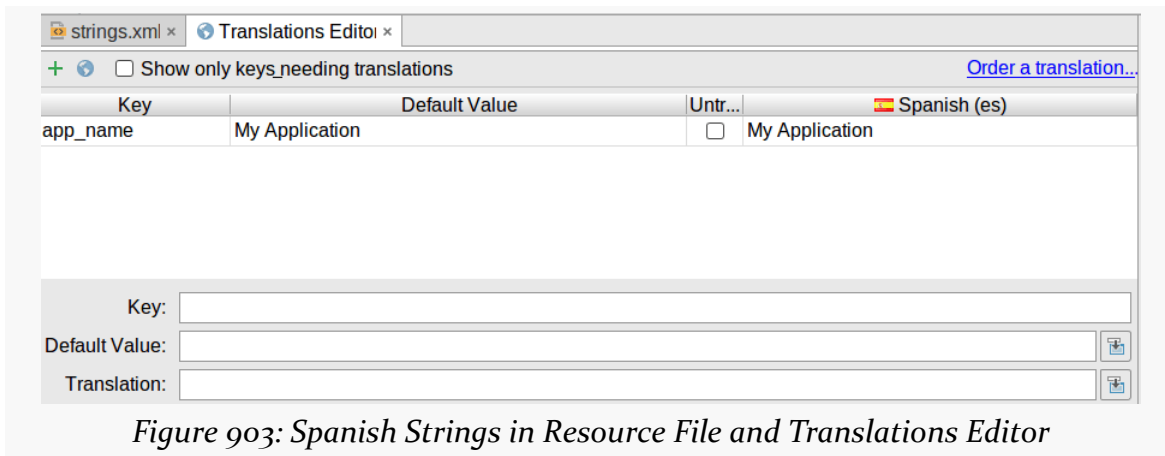 strings.xml × Translations Editor ×
Show only keys needing translations Order a translation...
Key Default Value Untr... Spanish (es)
app_name My Application My Application
Key:
Default Value:
Translation:
Figure 903: Spanish Strings in Resource File and Translations Editor